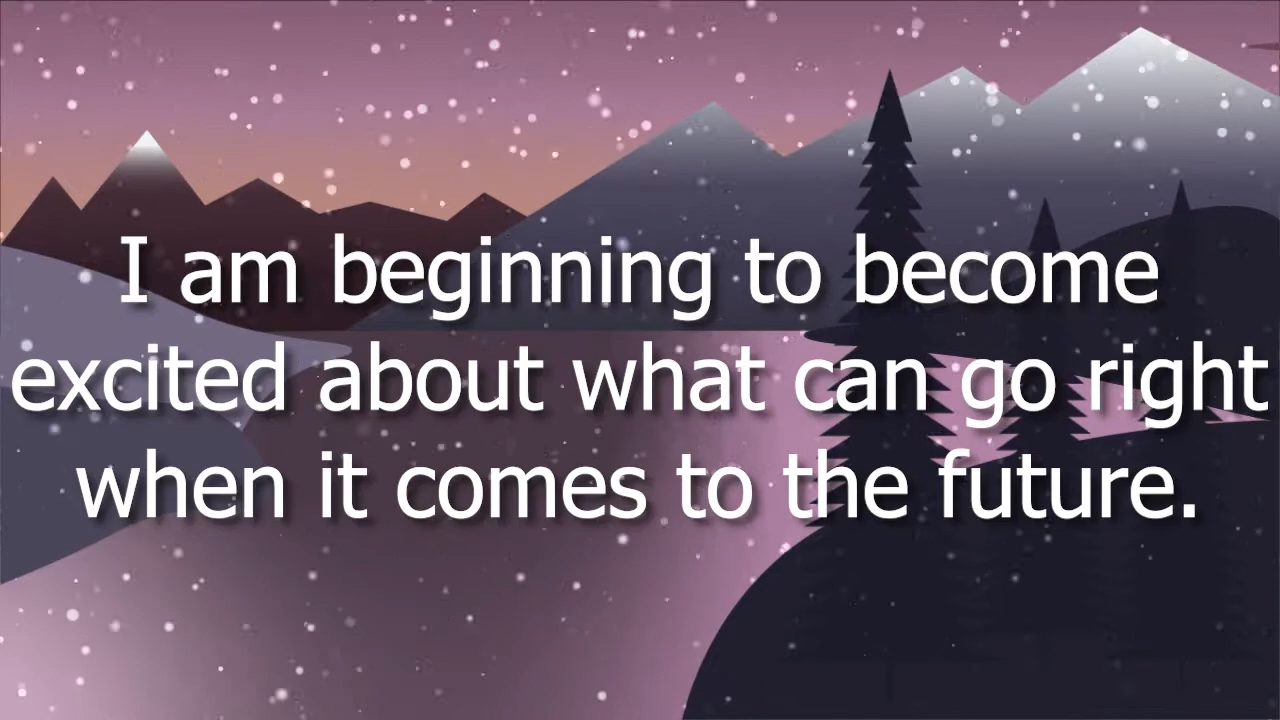 I am beginning to become
excited about what can go right
when it comes to the future.